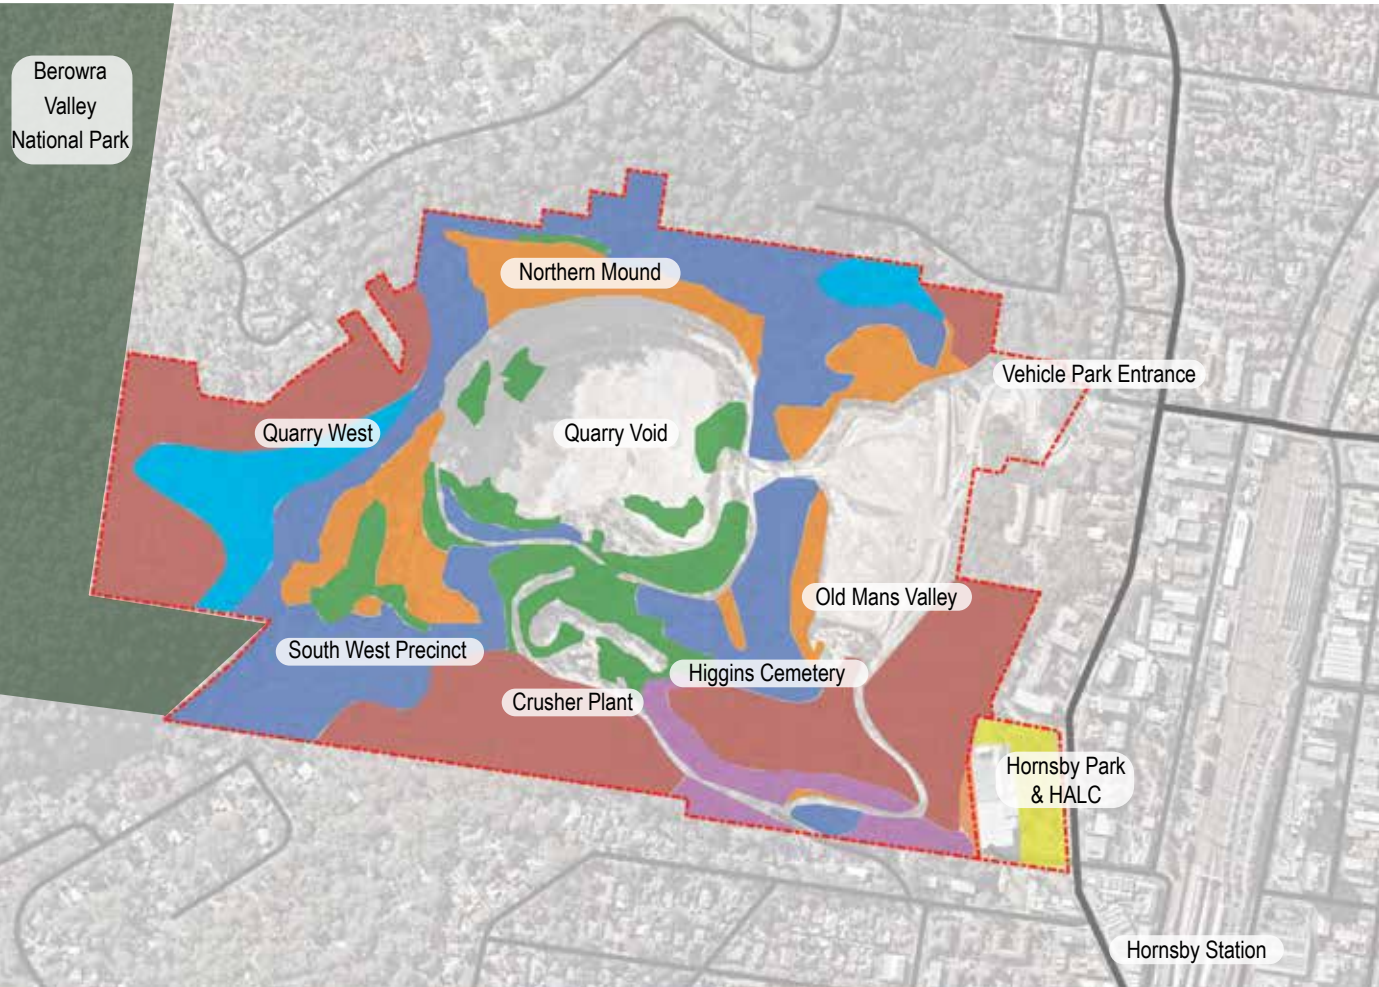 Berowra
Valley
National Park
Northern Mound
Vehicle Park Entrance
Quarry West
Quarry Void
Old Mans Valley
South West Precinct
Higgins Cemetery
Crusher Plant
Hornsby Park
& HALC
Hornsby Station